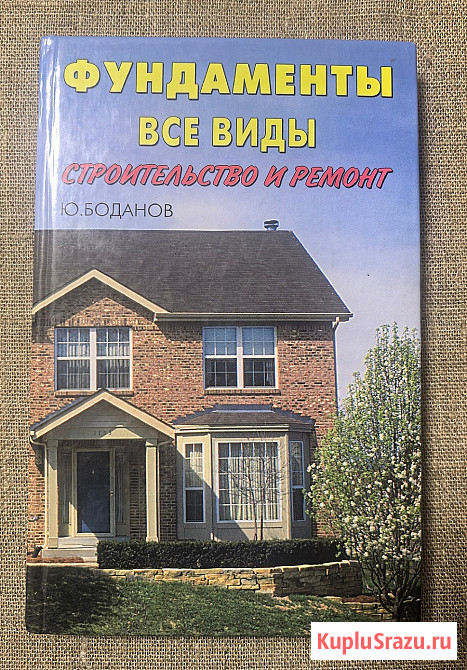 ФУНДАМЕНТЫ
ВСЕ ВИДЫ
СТРОИТЕЛЬСТВО И РЕМОНТ
Ю.БОДАНОВ
KupluSrazu.ru